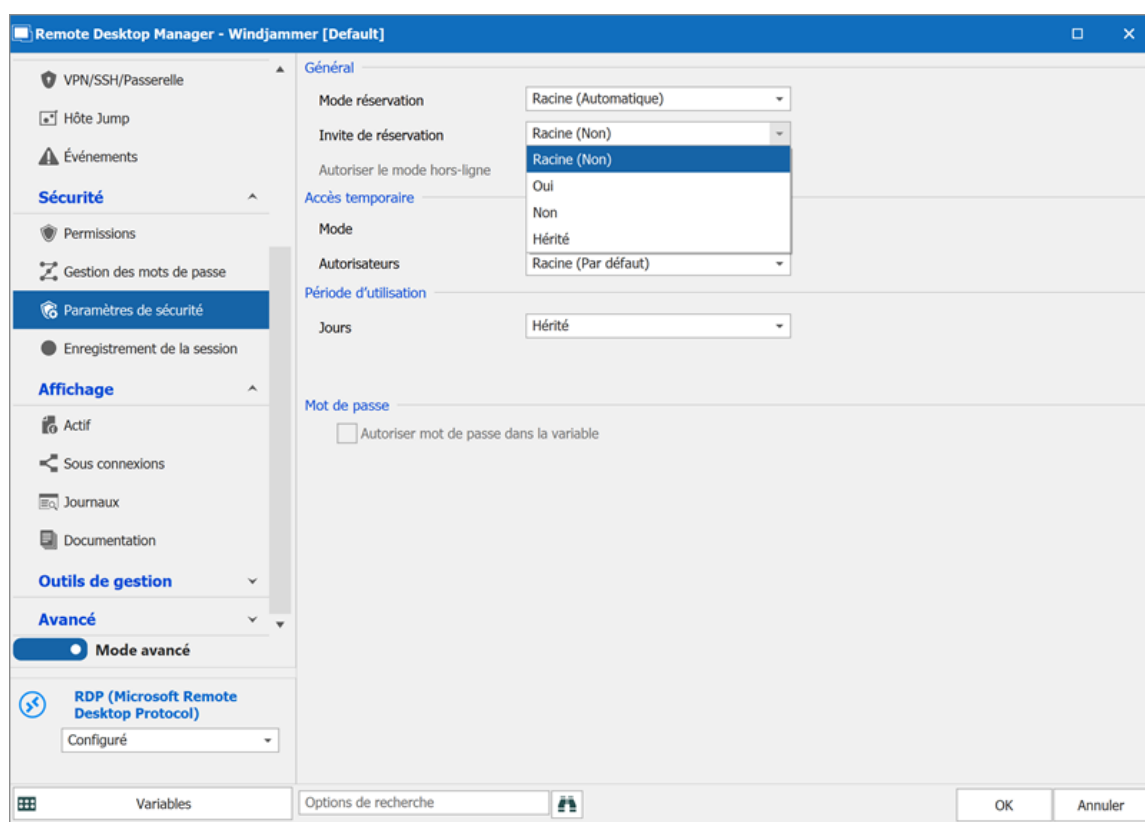 Remote Desktop Manager - Windjammer [Default]
VPN/SSH/Passerelle
Hôte Jump
Événements
Sécurité
Permissions
Gestion des mots de passe
Paramètres de sécurité
Enregistrement de la session
Affichage
Actif
Sous connexions
Journaux
Documentation
Outils de gestion
Avancé
Mode avancé
RDP (Microsoft Remote
Desktop Protocol)
Configuré
Variables
Général
Mode réservation Racine (Automatique)
Invite de réservation Racine (Non)
Racine (Non)
Oui
Non
Hérité
Autoriser le mode hors-ligne
Accès temporaire
Mode
Autorisateurs Racine (Par défaut)
Période d'utilisation
Jours Hérité
Mot de passe
Autoriser mot de passe dans la variable
Options de recherche
OK
Annuler